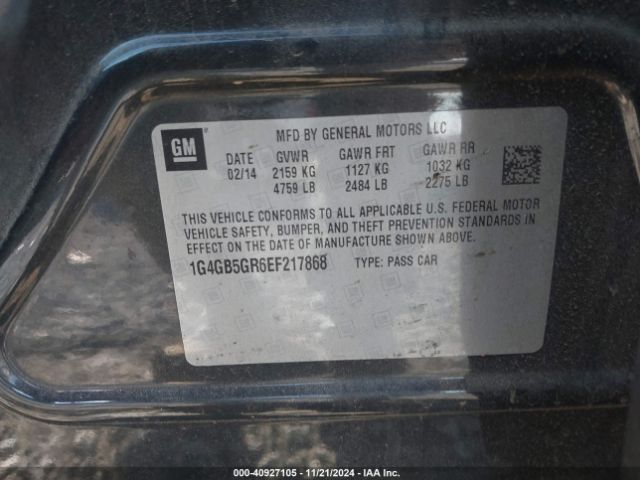 GM
MFD BY GENERAL MOTORS LLC
DATE GVWR GAWR FRT GAWR RR
02/14 2159 KG 1127 KG 1032 KG
4759 LB 2484 LB 2275 LB
THIS VEHICLE CONFORMS TO ALL APPLICABLE U.S. FEDERAL MOTOR
VEHICLE SAFETY, BUMPER, AND THEFT PREVENTION STANDARDS IN
EFFECT ON THE DATE OF MANUFACTURE SHOWN ABOVE.
1G4GB5GR6EF217868 TYPE: PASS CAR
000-40927105 - 11/21/2024 - IAA Inc.